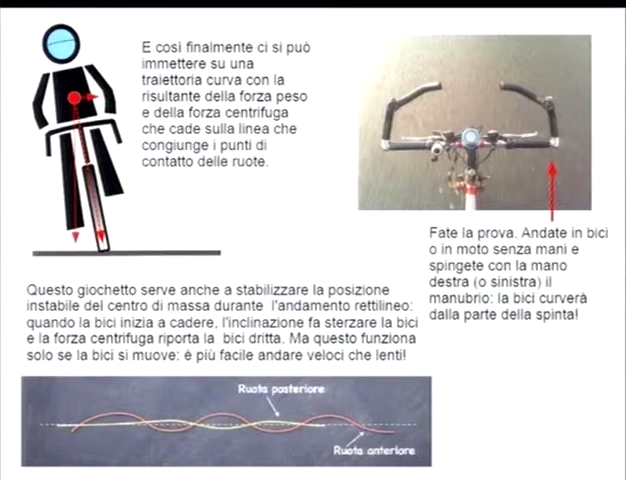 E così finalmente ci si può
immettere su una
traiettoria curva con la
risultante della forza peso
e della forza centrifuga
che cade sulla linea che
congiunge i punti di
contatto delle ruote.
Fate la prova. Andate in bici
o in moto senza mani e
spingete con la mano
destra (o sinistra) il
manubrio: la bici curverà
dalla parte della spinta!
Questo giochetto serve anche a stabilizzare la posizione
instabile del centro di massa durante l'andamento rettilineo:
quando la bici inizia a cadere, l'inclinazione fa sterzare la bici
e la forza centrifuga riporta la bici dritta. Ma questo funziona
solo se la bici si muove: è più facile andare veloci che lenti!
Ruota posteriore
Ruota anteriore